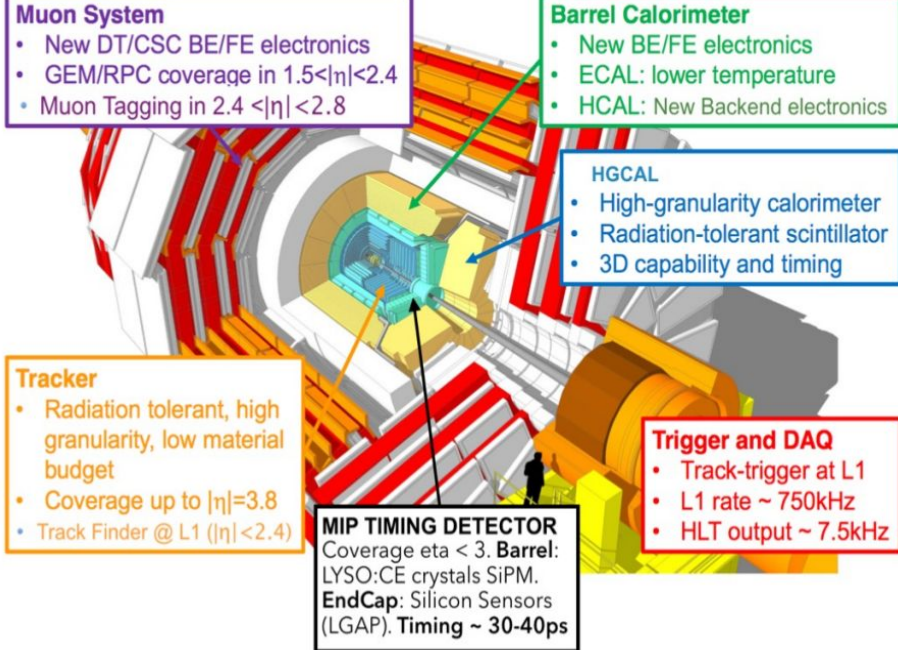 Muon System
• New DT/CSC BE/FE electronics
• GEM/RPC coverage in 1.5<|η|<2.4
• Muon Tagging in 2.4 <|η| <2.8
Barrel Calorimeter
• New BE/FE electronics
• ECAL: lower temperature
• HCAL: New Backend electronics
HGCAL
• High-granularity calorimeter
• Radiation-tolerant scintillator
• 3D capability and timing
Tracker
• Radiation tolerant, high
granularity, low material
budget
• Coverage up to |η|=3.8
• Track Finder @ L1 (|η|<2.4)
MIP TIMING DETECTOR
Coverage eta < 3. Barrel:
LYSO:CE crystals SiPM.
EndCap: Silicon Sensors
(LGAP). Timing ~ 30-40ps
Trigger and DAQ
• Track-trigger at L1
• L1 rate ~ 750kHz
• HLT output ~ 7.5kHz